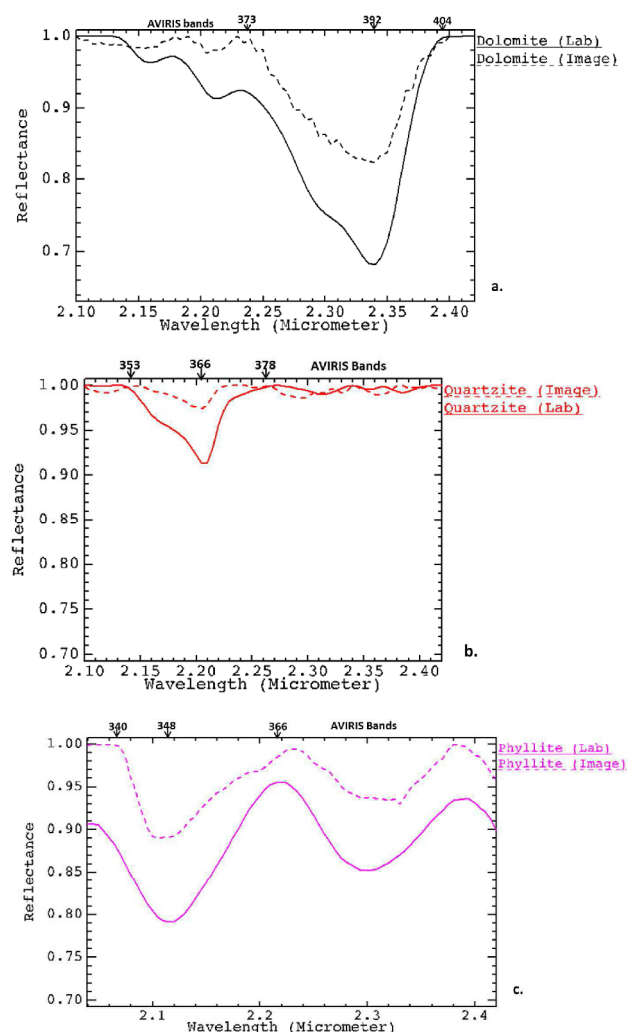 AVIRIS bands 373 392 404
1.0
0.9
0.8
0.7
Reflectance
Dolomite (Lab)
Dolomite (Image)
2.10 2.15 2.20 2.25 2.30 2.35 2.40
Wavelength (Micrometer)
a.
353 366 378 AVIRIS Bands
1.00
0.95
0.90
0.85
0.80
0.75
0.70
Reflectance
Quartzite (Image)
Quartzite (Lab)
2.10 2.15 2.20 2.25 2.30 2.35 2.40
Wavelength (Micrometer)
b.
340 348 366 AVIRIS Bands
1.00
0.95
0.90
0.85
0.80
0.75
0.70
Reflectance
Phyllite (Lab)
Phyllite (Image)
2.1 2.2 2.3 2.4
Wavelength (Micrometer)
c.